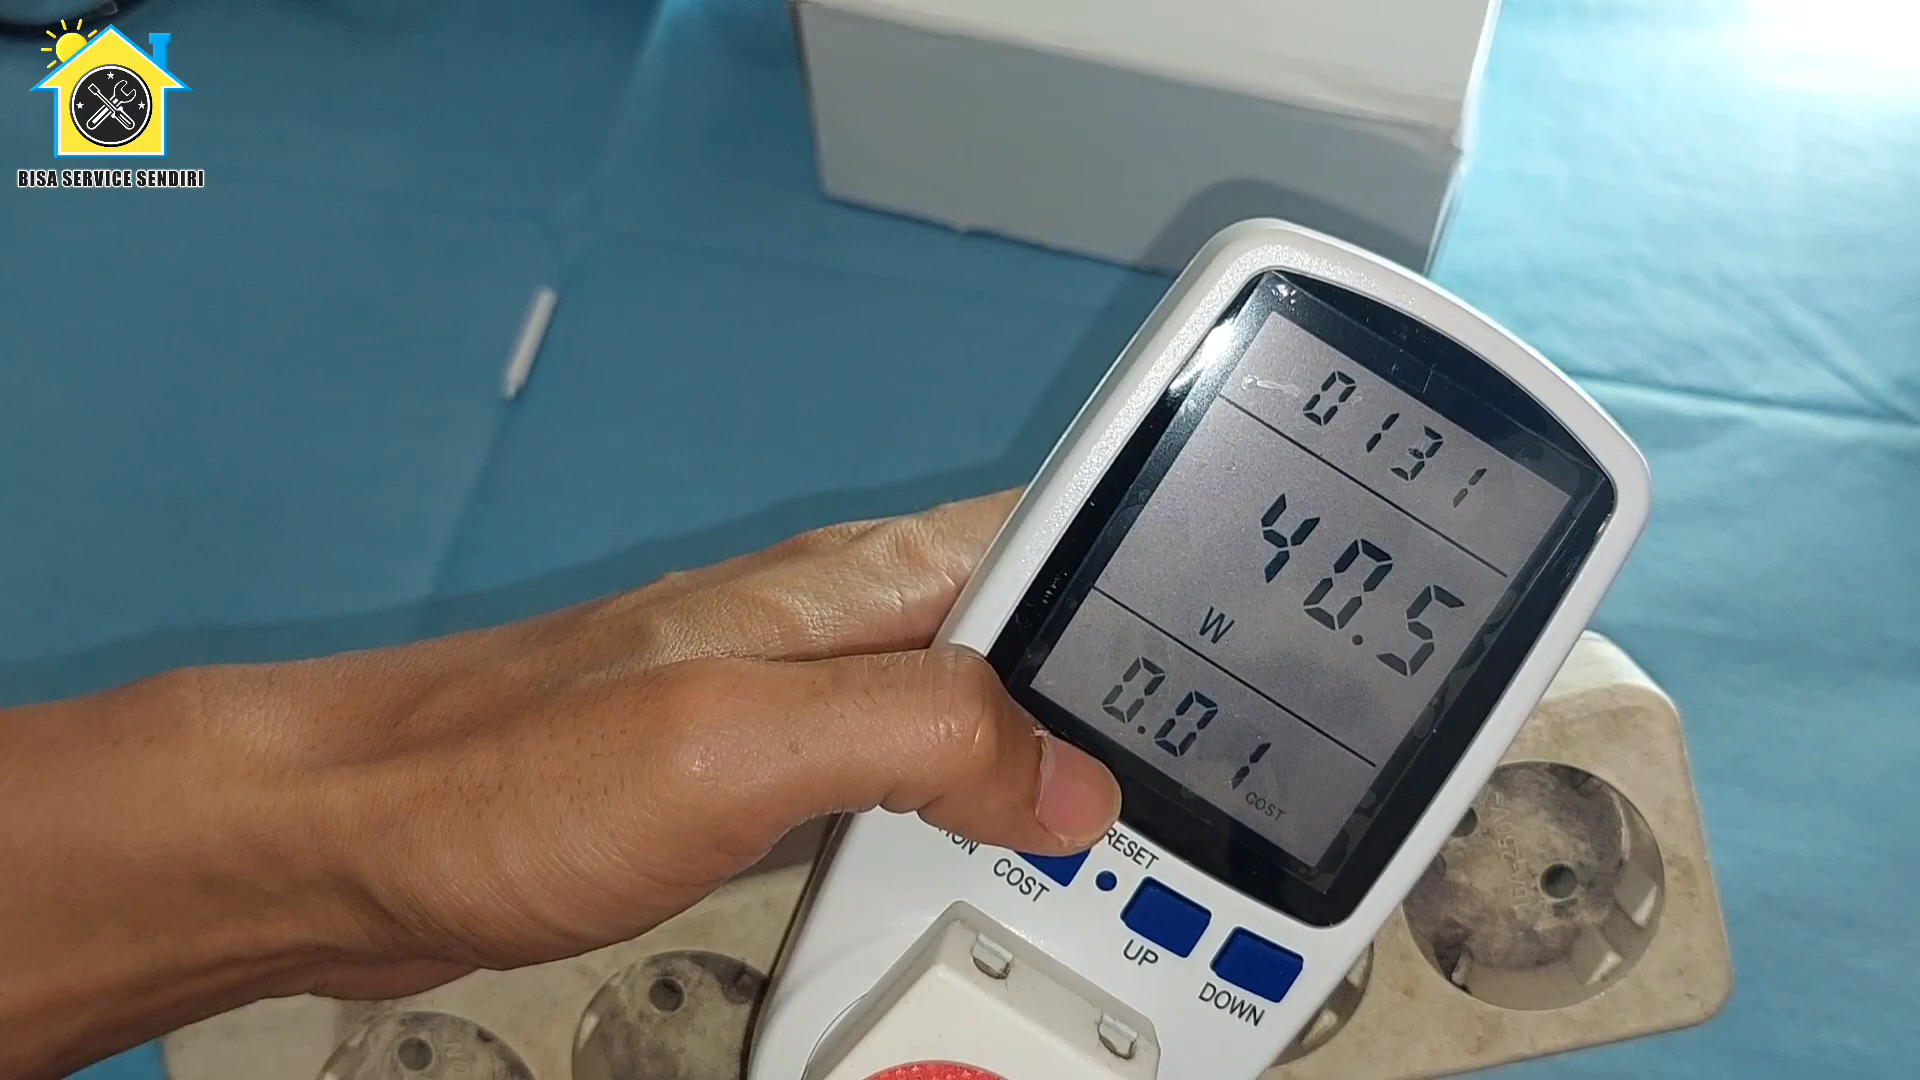 BISA SERVICE SENDIRI
0131
40.5
W
0.01
COST
RESET
COST
UP
DOWN